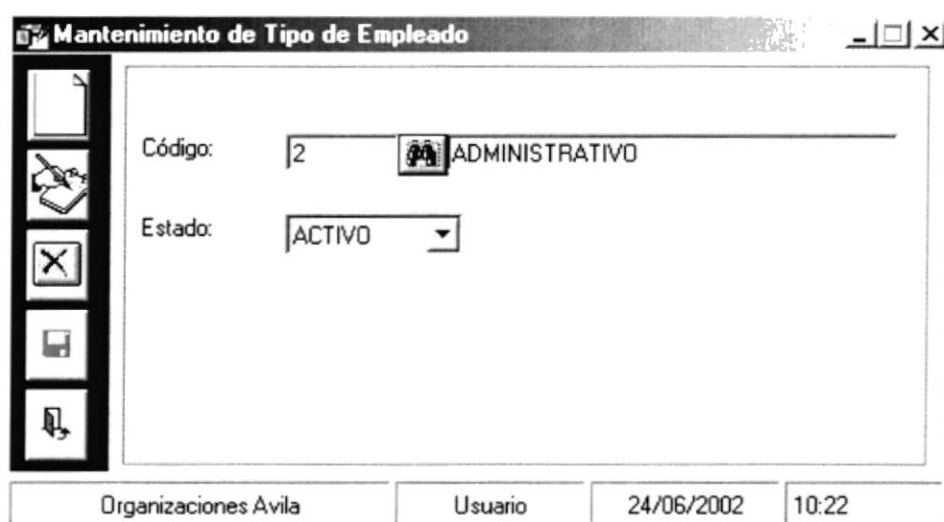 Mantenimiento de Tipo de Empleado
Código: 2 ADMINISTRATIVO
Estado: ACTIVO
Organizaciones Avila Usuario 24/06/2002 10:22